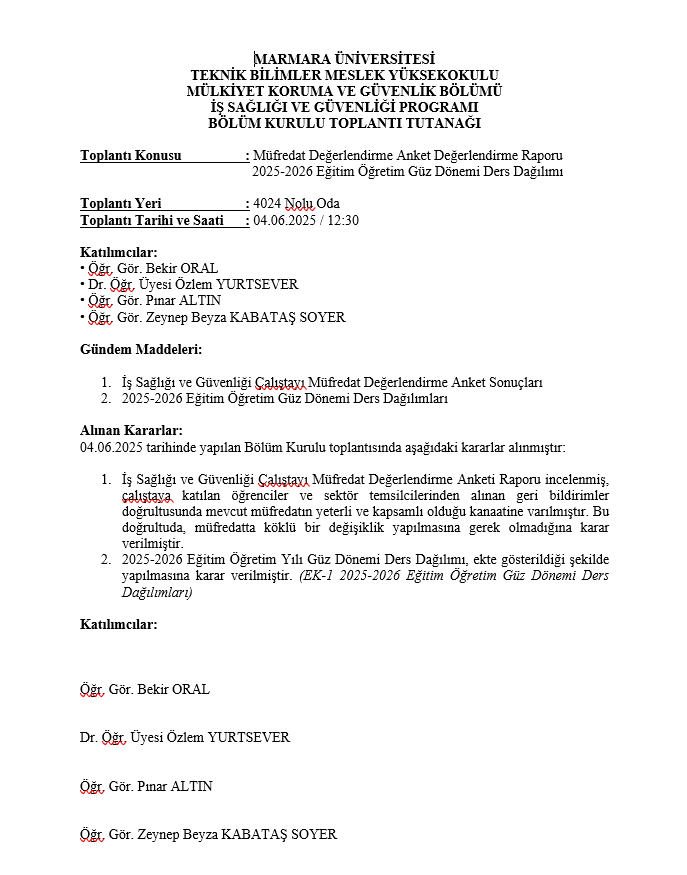 MARMARA ÜNİVERSİTESİ
TEKNİK BİLİMLER MESLEK YÜKSEKOKULU
MÜLKİYET KORUMA VE GÜVENLİK BÖLÜMÜ
İŞ SAĞLIĞI VE GÜVENLİĞİ PROGRAMI
BÖLÜM KURULU TOPLANTI TUTANAĞI
Toplantı Konusu : Müfredat Değerlendirme Anket Değerlendirme Raporu
2025-2026 Eğitim Öğretim Güz Dönemi Ders Dağılımı
Toplantı Yeri : 4024 Nolu Oda
Toplantı Tarihi ve Saati : 04.06.2025 / 12:30
Katılımcılar:
• Öğr. Gör. Bekir ORAL
• Dr. Öğr. Üyesi Özlem YURTSEVER
• Öğr. Gör. Pınar ALTIN
• Öğr. Gör. Zeynep Beyza KABATAŞ SOYER
Gündem Maddeleri:
1. İş Sağlığı ve Güvenliği Çalıştayı Müfredat Değerlendirme Anket Sonuçları
2. 2025-2026 Eğitim Öğretim Güz Dönemi Ders Dağılımları
Alınan Kararlar:
04.06.2025 tarihinde yapılan Bölüm Kurulu toplantısında aşağıdaki kararlar alınmıştır:
1. İş Sağlığı ve Güvenliği Çalıştayı Müfredat Değerlendirme Anketi Raporu incelenmiş,
çalıştaya katılan öğrenciler ve sektör temsilcilerinden alınan geri bildirimler
doğrultusunda mevcut müfredatın yeterli ve kapsamlı olduğu kanaatine varılmıştır. Bu
doğrultuda, müfredatta köklü bir değişiklik yapılmasına gerek olmadığına karar
verilmiştir.
2. 2025-2026 Eğitim Öğretim Yılı Güz Dönemi Ders Dağılımı, ekte gösterildiği şekilde
yapılmasına karar verilmiştir. (EK-1 2025-2026 Eğitim Öğretim Güz Dönemi Ders
Dağılımları)
Katılımcılar:
Öğr. Gör. Bekir ORAL
Dr. Öğr. Üyesi Özlem YURTSEVER
Öğr. Gör. Pınar ALTIN
Öğr. Gör. Zeynep Beyza KABATAŞ SOYER